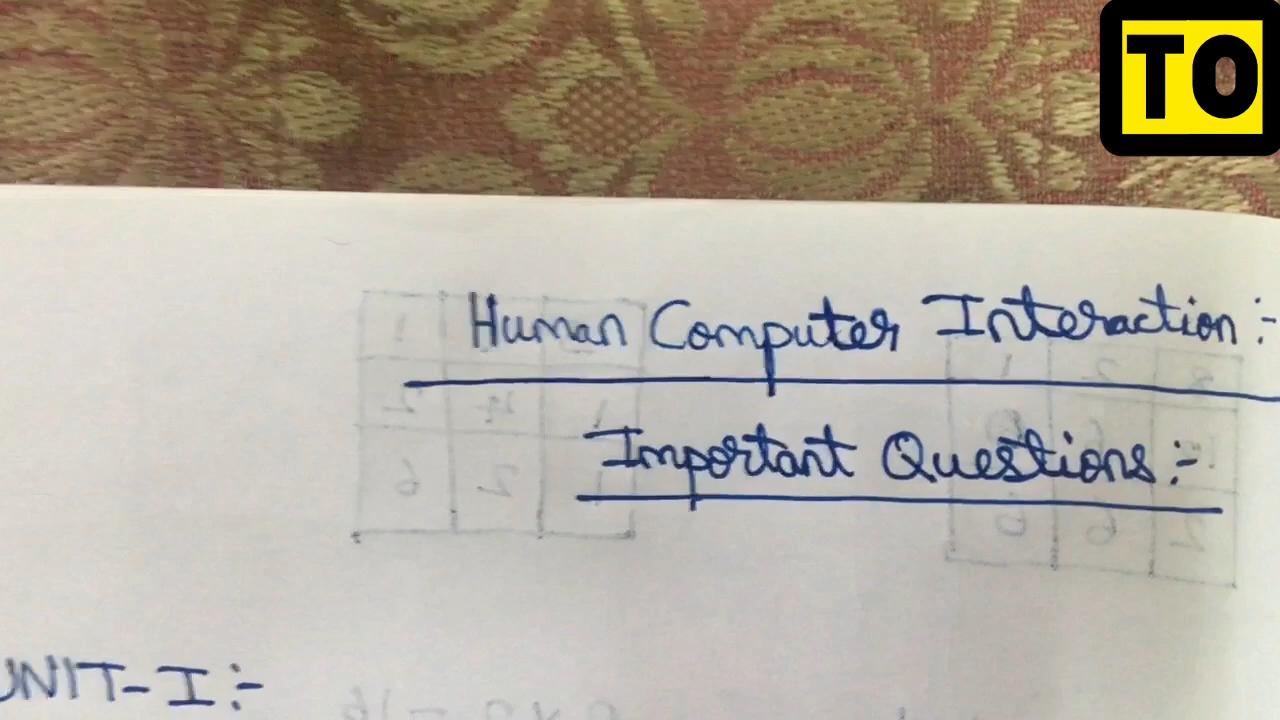 TO
Human Computer Interaction :-
Important Questions :-
UNIT-I :-